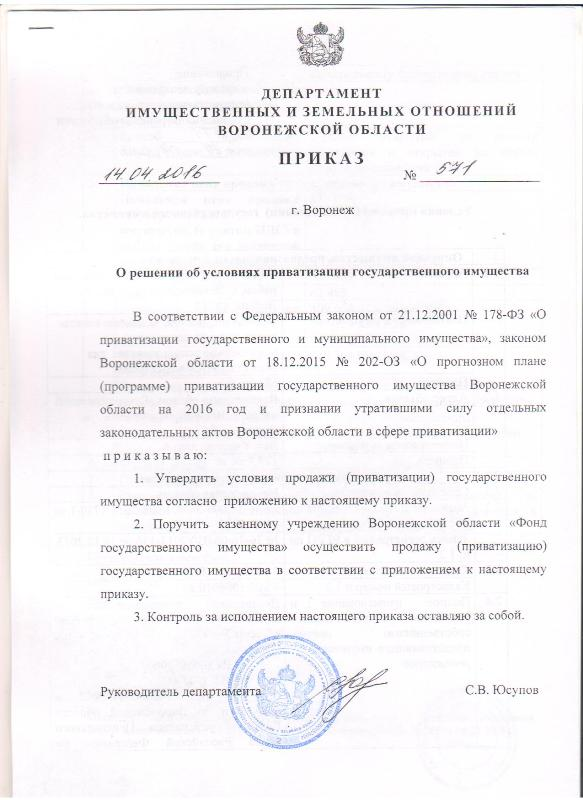 ДЕПАРТАМЕНТ
ИМУЩЕСТВЕННЫХ И ЗЕМЕЛЬНЫХ ОТНОШЕНИЙ
ВОРОНЕЖСКОЙ ОБЛАСТИ
ПРИКАЗ
14.04.2016 № 571
г. Воронеж
О решении об условиях приватизации государственного имущества
В соответствии с Федеральным законом от 21.12.2001 № 178-ФЗ «О
приватизации государственного и муниципального имущества», законом
Воронежской области от 18.12.2015 № 202-ОЗ «О прогнозном плане
(программе) приватизации государственного имущества Воронежской
области на 2016 год и признании утратившими силу отдельных
законодательных актов Воронежской области в сфере приватизации»
п р и к а з ы в а ю:
1. Утвердить условия продажи (приватизации) государственного
имущества согласно приложению к настоящему приказу.
2. Поручить казенному учреждению Воронежской области «Фонд
государственного имущества» осуществить продажу (приватизацию)
государственного имущества в соответствии с приложением к настоящему
приказу.
3. Контроль за исполнением настоящего приказа оставляю за собой.
Руководитель департамента С.В. Юсупов